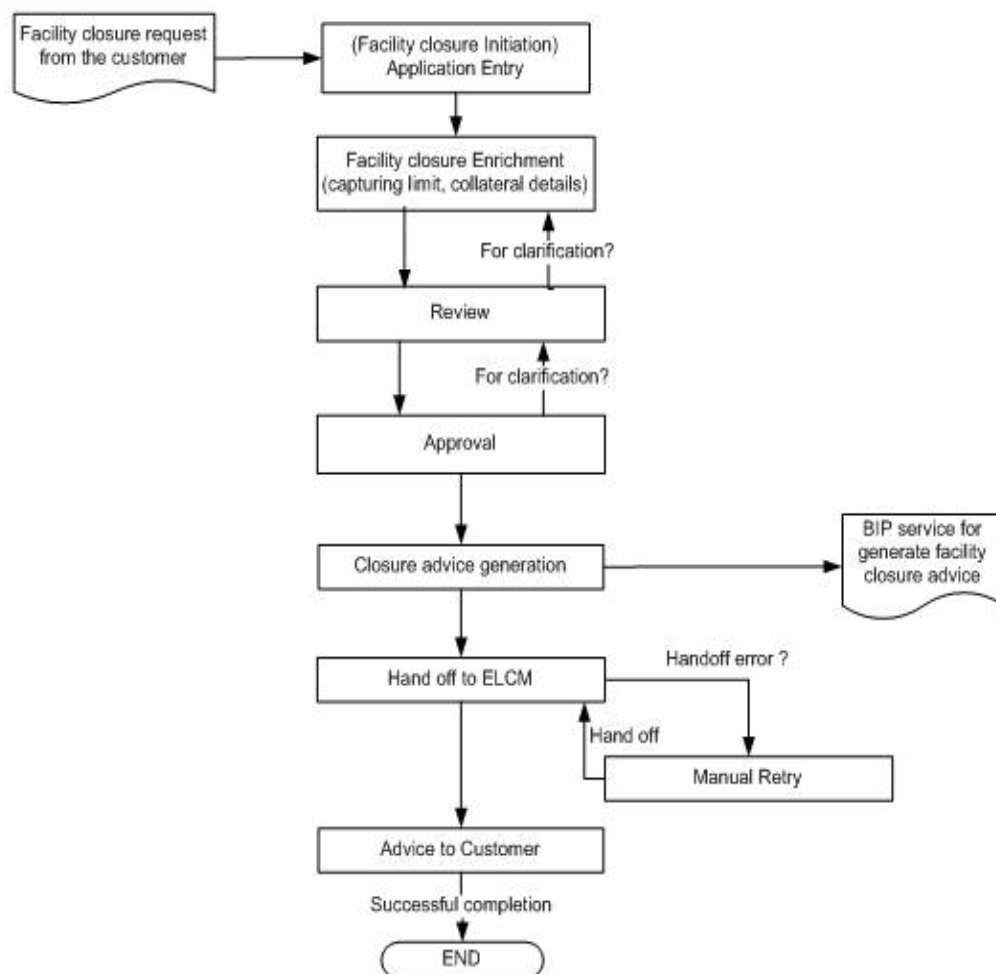 Facility closure request
from the customer
(Facility closure Initiation)
Application Entry
Facility closure Enrichment
(capturing limit, collateral details)
For clarification?
Review
For clarification?
Approval
Closure advice generation
BIP service for
generate facility
closure advice
Hand off to ELCM
Handoff error ?
Hand off
Manual Retry
Advice to Customer
Successful completion
END